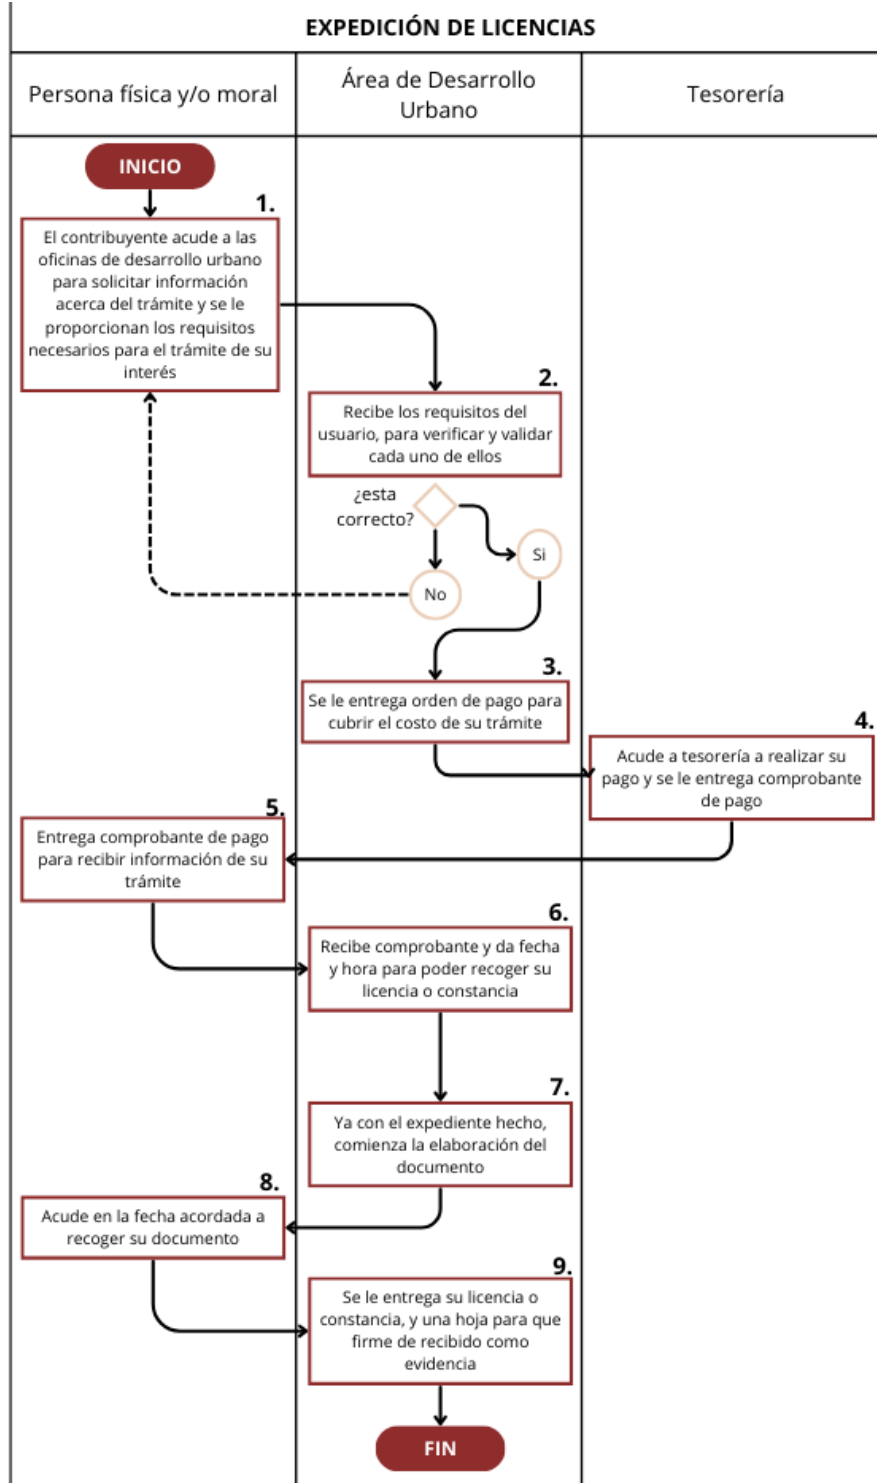 EXPEDICIÓN DE LICENCIAS
Persona física y/o moral
Área de Desarrollo
Urbano
Tesorería
INICIO
1.
El contribuyente acude a las
oficinas de desarrollo urbano
para solicitar información
acerca del trámite y se le
proporcionan los requisitos
necesarios para el trámite de su
interés
2.
Recibe los requisitos del
usuario, para verificar y validar
cada uno de ellos
¿esta
correcto?
Si
No
3.
Se le entrega orden de pago para
cubrir el costo de su trámite
4.
Acude a tesorería a realizar su
pago y se le entrega comprobante
de pago
5.
Entrega comprobante de pago
para recibir información de su
trámite
6.
Recibe comprobante y da fecha
y hora para poder recoger su
licencia o constancia
7.
Ya con el expediente hecho,
comienza la elaboración del
documento
8.
Acude en la fecha acordada a
recoger su documento
9.
Se le entrega su licencia o
constancia, y una hoja para que
firme de recibido como
evidencia
FIN